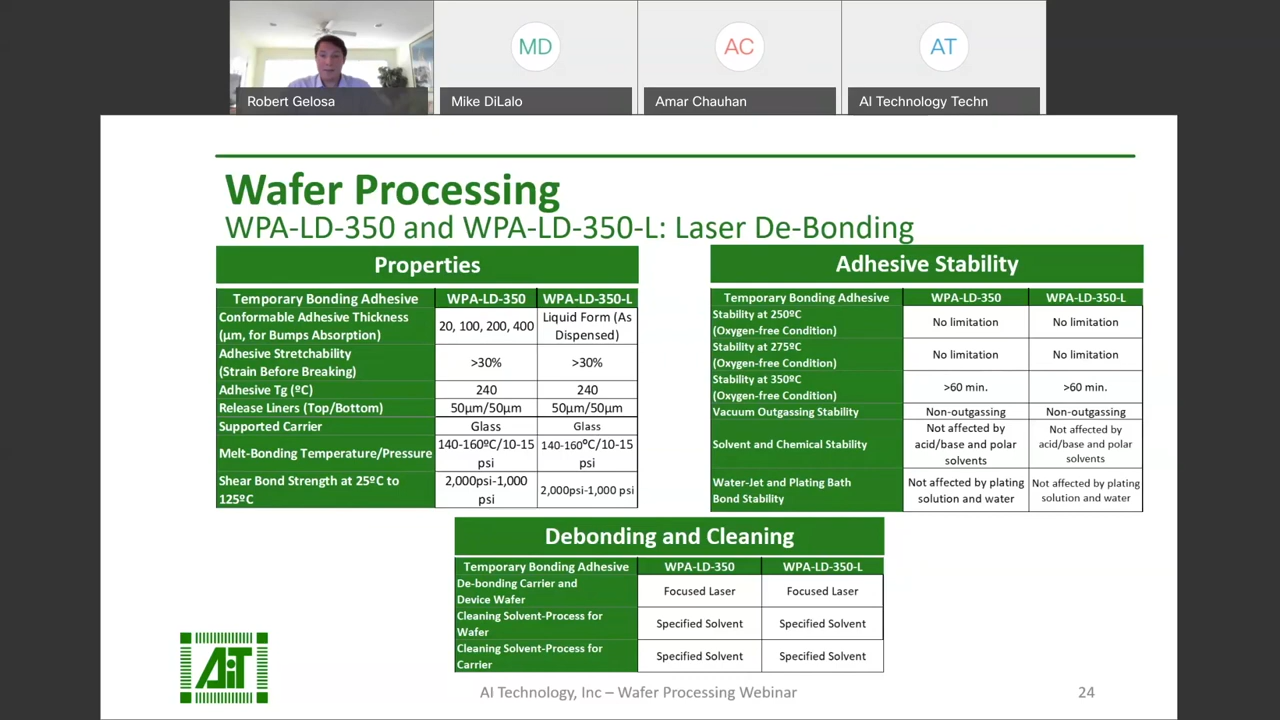 MD
AC
AT
Robert Gelosa
Mike DiLalo
Amar Chauhan
AI Technology Techn
Wafer Processing
WPA-LD-350 and WPA-LD-350-L: Laser De-Bonding
Properties
Temporary Bonding Adhesive WPA-LD-350 WPA-LD-350-L
Conformable Adhesive Thickness
(µm, for Bumps Absorption)
20, 100, 200, 400
Liquid Form (As
Dispensed)
Adhesive Stretchability
(Strain Before Breaking)
>30% >30%
Adhesive Tg (ºC) 240 240
Release Liners (Top/Bottom) 50µm/50µm 50µm/50µm
Supported Carrier Glass Glass
Melt-Bonding Temperature/Pressure
140-160ºC/10-15
psi
140-160ºC/10-15
psi
Shear Bond Strength at 25ºC to
125ºC
2,000psi-1,000
psi
2,000psi-1,000 psi
Adhesive Stability
Temporary Bonding Adhesive WPA-LD-350 WPA-LD-350-L
Stability at 250ºC
(Oxygen-free Condition)
No limitation No limitation
Stability at 275ºC
(Oxygen-free Condition)
No limitation No limitation
Stability at 350ºC
(Oxygen-free Condition)
>60 min. >60 min.
Vacuum Outgassing Stability Non-outgassing Non-outgassing
Solvent and Chemical Stability
Not affected by
acid/base and polar
solvents
Not affected by
acid/base and polar
solvents
Water-Jet and Plating Bath
Bond Stability
Not affected by plating
solution and water
Not affected by plating
solution and water
Debonding and Cleaning
Temporary Bonding Adhesive WPA-LD-350 WPA-LD-350-L
De-bonding Carrier and
Device Wafer
Focused Laser Focused Laser
Cleaning Solvent-Process for
Wafer
Specified Solvent Specified Solvent
Cleaning Solvent-Process for
Carrier
Specified Solvent Specified Solvent
AiT
AI Technology, Inc – Wafer Processing Webinar
24